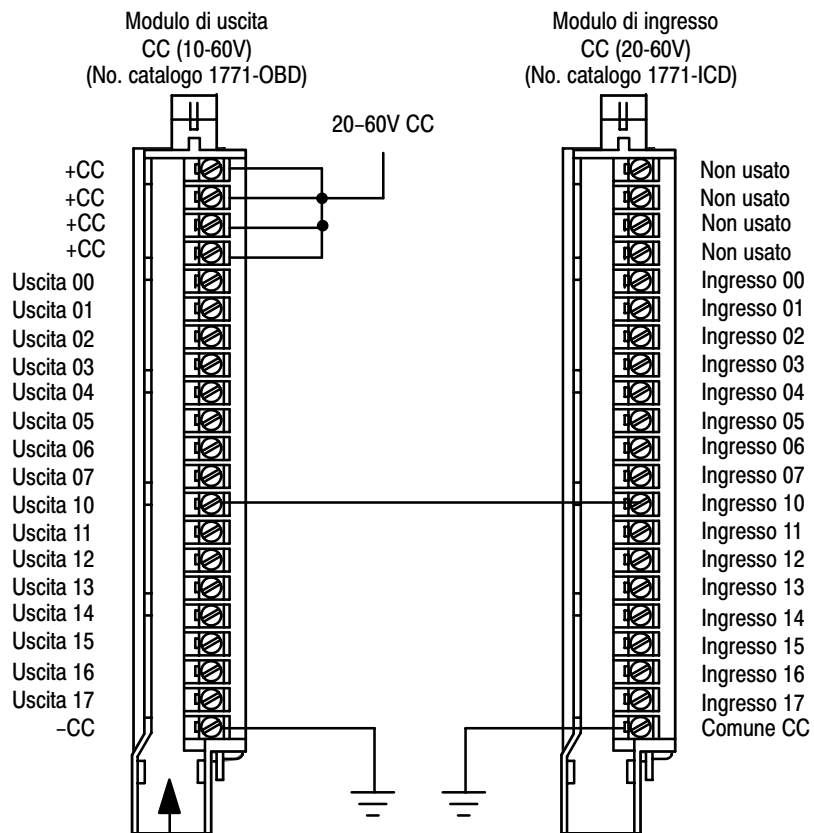 Modulo di uscita
CC (10-60V)
(No. catalogo 1771-OBD)
Modulo di ingresso
CC (20-60V)
(No. catalogo 1771-ICD)
20–60V CC
+CC
+CC
+CC
+CC
Uscita 00
Uscita 01
Uscita 02
Uscita 03
Uscita 04
Uscita 05
Uscita 06
Uscita 07
Uscita 10
Uscita 11
Uscita 12
Uscita 13
Uscita 14
Uscita 15
Uscita 16
Uscita 17
–CC
Non usato
Non usato
Non usato
Non usato
Ingresso 00
Ingresso 01
Ingresso 02
Ingresso 03
Ingresso 04
Ingresso 05
Ingresso 06
Ingresso 07
Ingresso 10
Ingresso 11
Ingresso 12
Ingresso 13
Ingresso 14
Ingresso 15
Ingresso 16
Ingresso 17
Comune CC